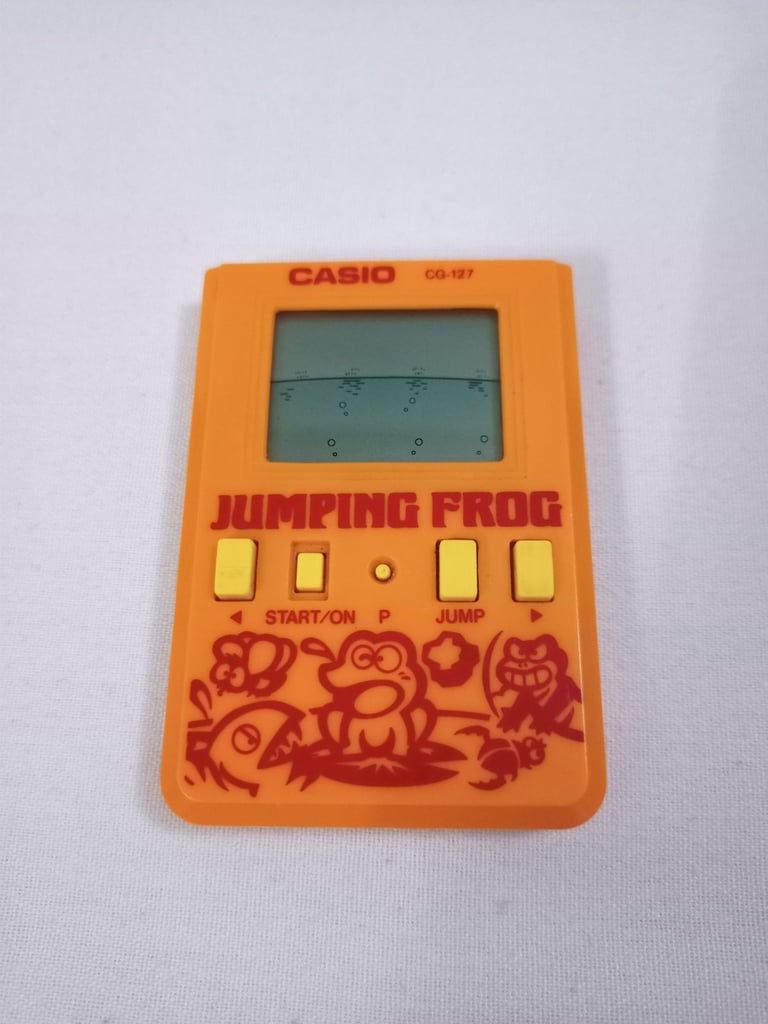 CASIO CG-127
JUMPING FROG
◀ START/ON P JUMP ▶